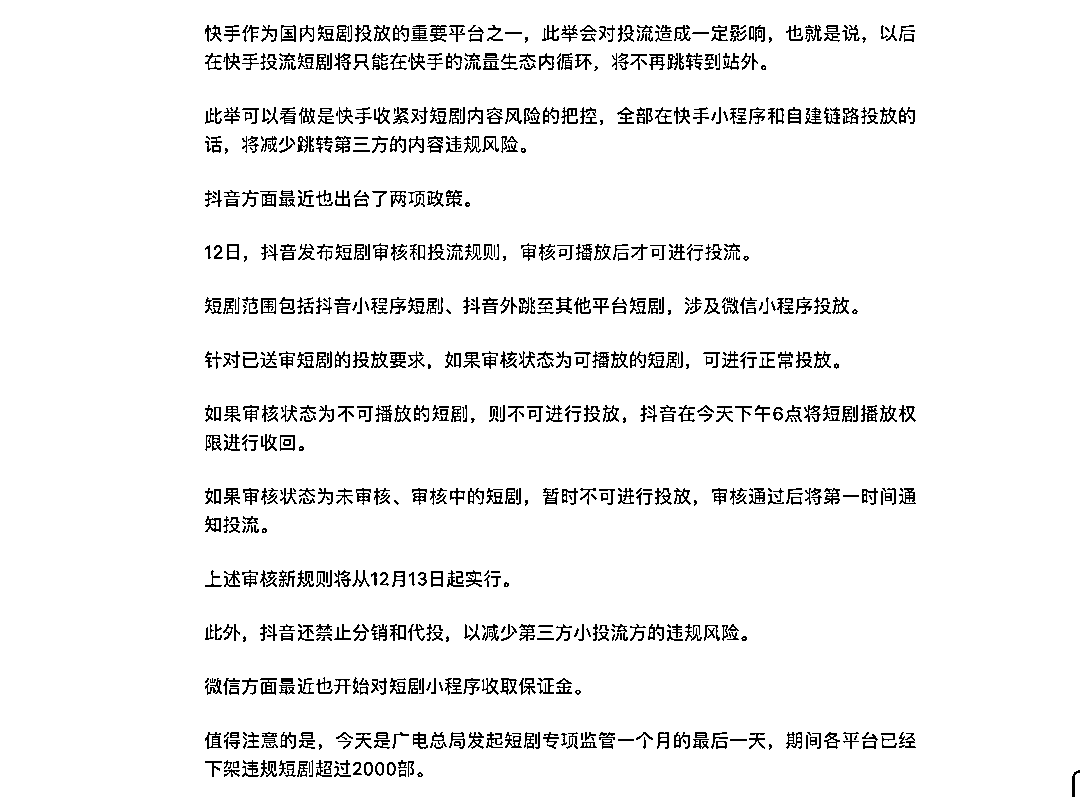 快手作为国内短剧投放的重要平台之一，此举会对投流造成一定影响，也就是说，以后
在快手投流短剧将只能在快手的流量生态内循环，将不再跳转到站外。
此举可以看做是快手收紧对短剧内容风险的把控，全部在快手小程序和自建链路投放的
话，将减少跳转第三方的内容违规风险。
抖音方面最近也出台了两项政策。
12日，抖音发布短剧审核和投流规则，审核可播放后才可进行投流。
短剧范围包括抖音小程序短剧、抖音外跳至其他平台短剧，涉及微信小程序投放。
针对已送审短剧的投放要求，如果审核状态为可播放的短剧，可进行正常投放。
如果审核状态为不可播放的短剧，则不可进行投放，抖音在今天下午6点将短剧播放权
限进行收回。
如果审核状态为未审核、审核中的短剧，暂时不可进行投放，审核通过后将第一时间通
知投流。
上述审核新规则将从12月13日起实行。
此外，抖音还禁止分销和代投，以减少第三方小投流方的违规风险。
微信方面最近也开始对短剧小程序收取保证金。
值得注意的是，今天是广电总局发起短剧专项监管一个月的最后一天，期间各平台已经
下架违规短剧超过2000部。